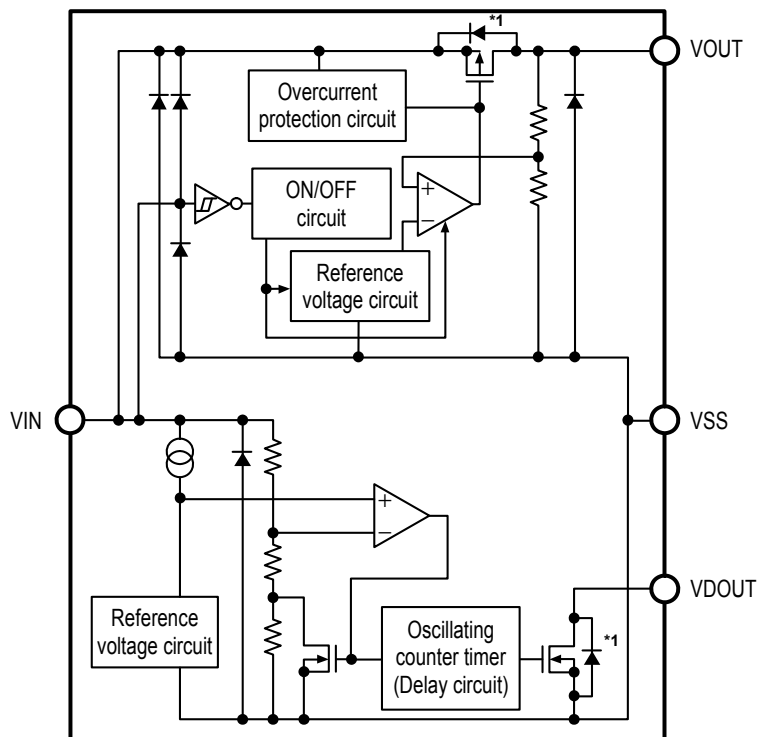 *1
VOUT
Overcurrent
protection circuit
+
−
ON/OFF
circuit
Reference
voltage circuit
VIN
VSS
+
−
VDOUT
Reference
voltage circuit
Oscillating
counter timer
(Delay circuit)
*1